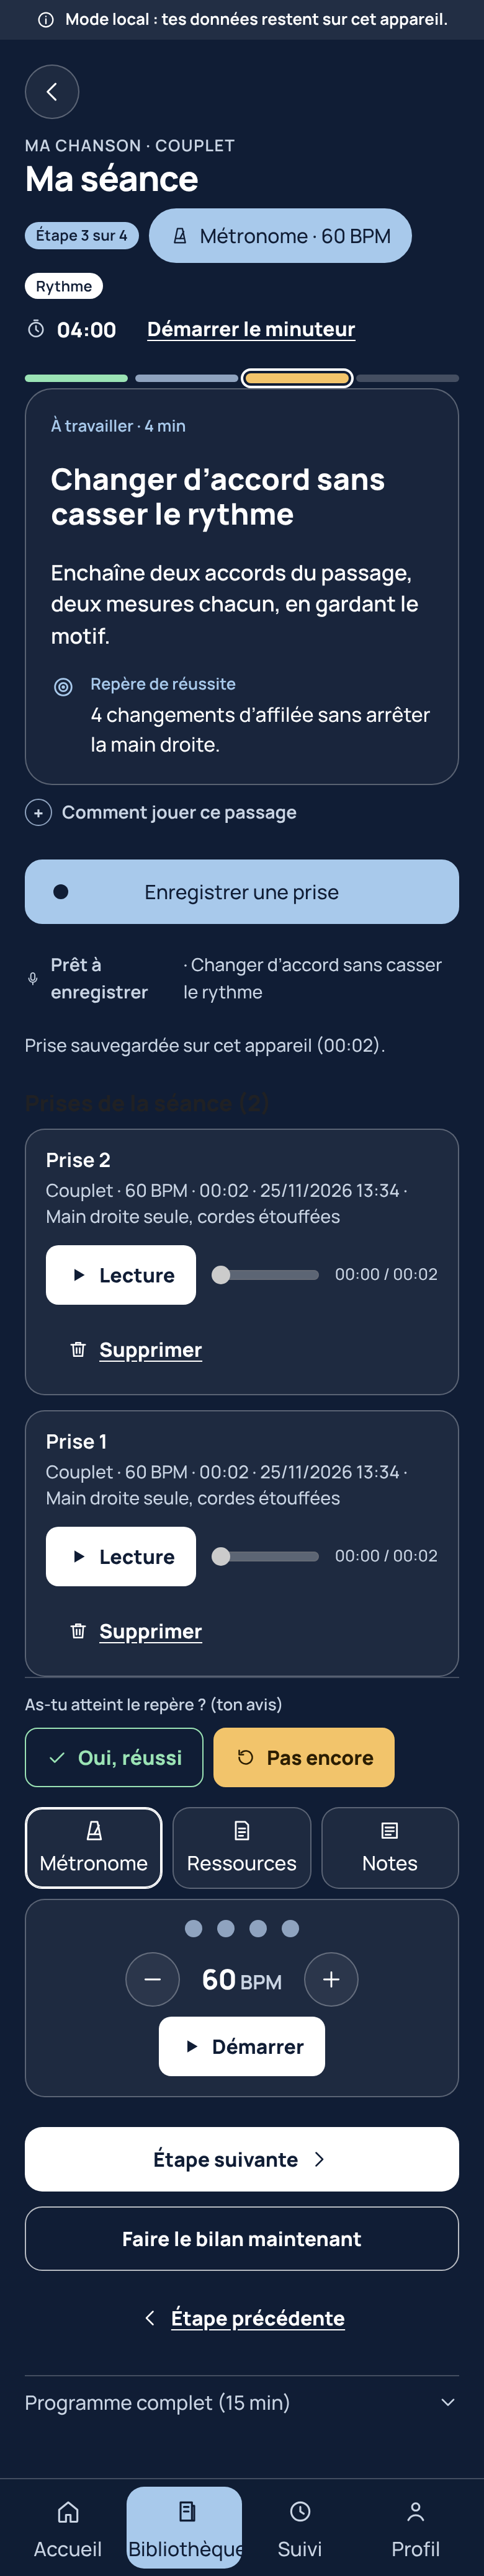 Mode local : tes données restent sur cet appareil.
MA CHANSON · COUPLET
Ma séance
Étape 3 sur 4
Métronome · 60 BPM
Rythme
04:00
Démarrer le minuteur
À travailler · 4 min
Changer d’accord sans
casser le rythme
Enchaîne deux accords du passage,
deux mesures chacun, en gardant le
motif.
Repère de réussite
4 changements d’affilée sans arrêter
la main droite.
Comment jouer ce passage
Enregistrer une prise
Prêt à
enregistrer
· Changer d’accord sans casser
le rythme
Prise sauvegardée sur cet appareil (00:02).
Prises de la séance (2)
Prise 2
Couplet · 60 BPM · 00:02 · 25/11/2026 13:34 ·
Main droite seule, cordes étouffées
Lecture
00:00 / 00:02
Supprimer
Prise 1
Couplet · 60 BPM · 00:02 · 25/11/2026 13:34 ·
Main droite seule, cordes étouffées
Lecture
00:00 / 00:02
Supprimer
As-tu atteint le repère ? (ton avis)
Oui, réussi
Pas encore
Métronome
Ressources
Notes
60 BPM
Démarrer
Étape suivante
Faire le bilan maintenant
Étape précédente
Programme complet (15 min)
Accueil
Bibliothèque
Suivi
Profil